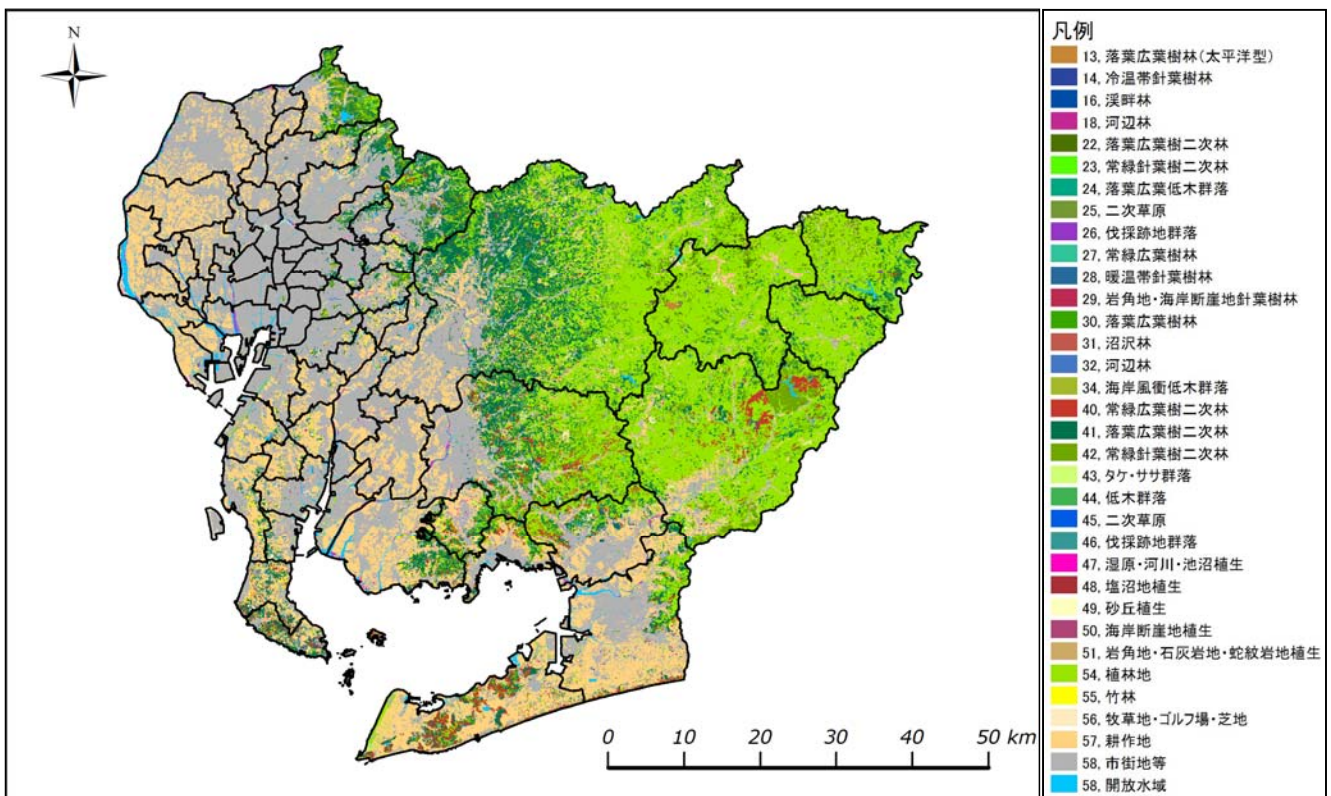 N
0 10 20 30 40 50 km
凡例
13, 落葉広葉樹林(太平洋型)
14, 冷温帯針葉樹林
16, 渓畔林
18, 河辺林
22, 落葉広葉樹二次林
23, 常緑針葉樹二次林
24, 落葉広葉低木群落
25, 二次草原
26, 伐採跡地群落
27, 常緑広葉樹林
28, 暖温帯針葉樹林
29, 岩角地・海岸断崖地針葉樹林
30, 落葉広葉樹林
31, 沼沢林
32, 河辺林
34, 海岸風衝低木群落
40, 常緑広葉樹二次林
41, 落葉広葉樹二次林
42, 常緑針葉樹二次林
43, タケ・ササ群落
44, 低木群落
45, 二次草原
46, 伐採跡地群落
47, 湿原・河川・池沼植生
48, 塩沼地植生
49, 砂丘植生
50, 海岸断崖地植生
51, 岩角地・石灰岩地・蛇紋岩地植生
54, 植林地
55, 竹林
56, 牧草地・ゴルフ場・芝地
57, 耕作地
58, 市街地等
58, 開放水域